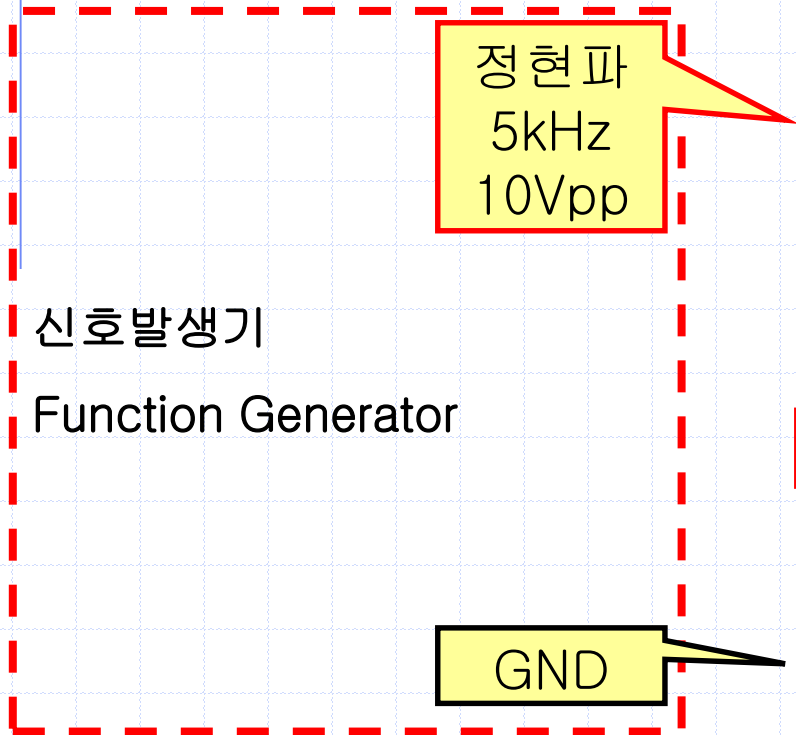 정현파
5kHz
10Vpp
신호발생기
Function Generator
GND